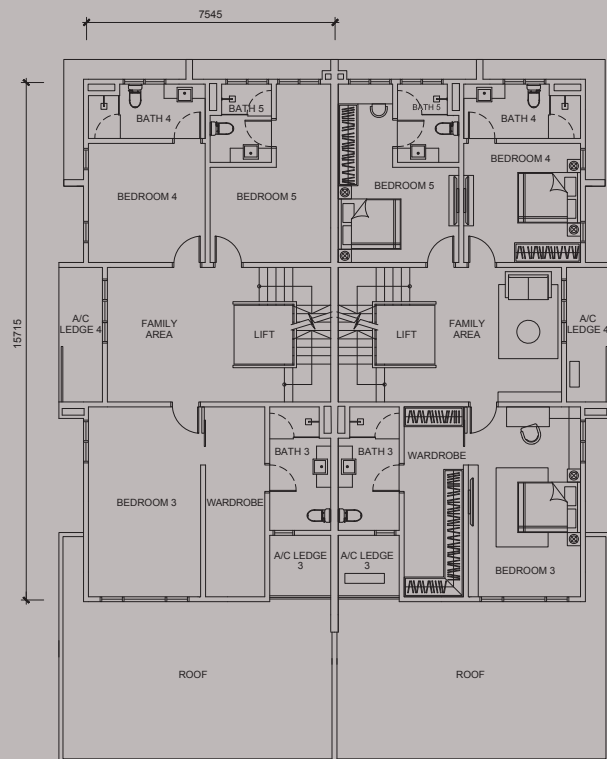 7545
15715
BATH 4
BATH 5
BATH 5
BATH 4
BEDROOM 4
BEDROOM 5
BEDROOM 5
BEDROOM 4
A/C
LEDGE 4
FAMILY
AREA
LIFT
LIFT
FAMILY
AREA
A/C
LEDGE 4
BATH 3
BATH 3
WARDROBE
BEDROOM 3
WARDROBE
A/C LEDGE
3
A/C LEDGE
3
BEDROOM 3
ROOF
ROOF